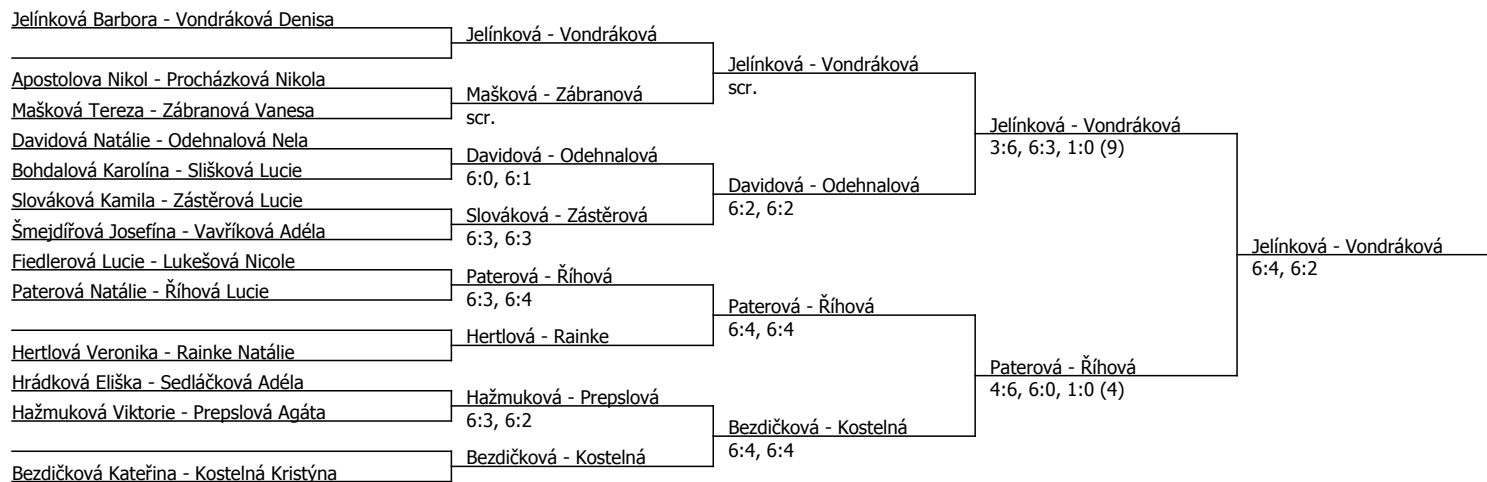 Jelínková Barbora - Vondráková Denisa
Apostolova Nikol - Procházková Nikola
Mašková Tereza - Zábranová Vanesa
Davidová Natálie - Odehnalová Nela
Bohdalová Karolína - Slišková Lucie
Slováková Kamila - Zástěrová Lucie
Šmejdířová Josefína - Vavříková Adéla
Fiedlerová Lucie - Lukešová Nicole
Paterová Natálie - Říhová Lucie
Hertlová Veronika - Rainke Natálie
Hrádková Eliška - Sedláčková Adéla
Hažmuková Viktorie - Prepslová Agáta
Bezdičková Kateřina - Kostelná Kristýna
Jelínková - Vondráková
Mašková - Zábranová
scr.
Davidová - Odehnalová
6:0, 6:1
Slováková - Zástěrová
6:3, 6:3
Paterová - Říhová
6:3, 6:4
Hertlová - Rainke
Hažmuková - Prepslová
6:3, 6:2
Bezdičková - Kostelná
Jelínková - Vondráková
scr.
Davidová - Odehnalová
6:2, 6:2
Paterová - Říhová
6:4, 6:4
Bezdičková - Kostelná
6:4, 6:4
Jelínková - Vondráková
3:6, 6:3, 1:0 (9)
Paterová - Říhová
4:6, 6:0, 1:0 (4)
Jelínková - Vondráková
6:4, 6:2